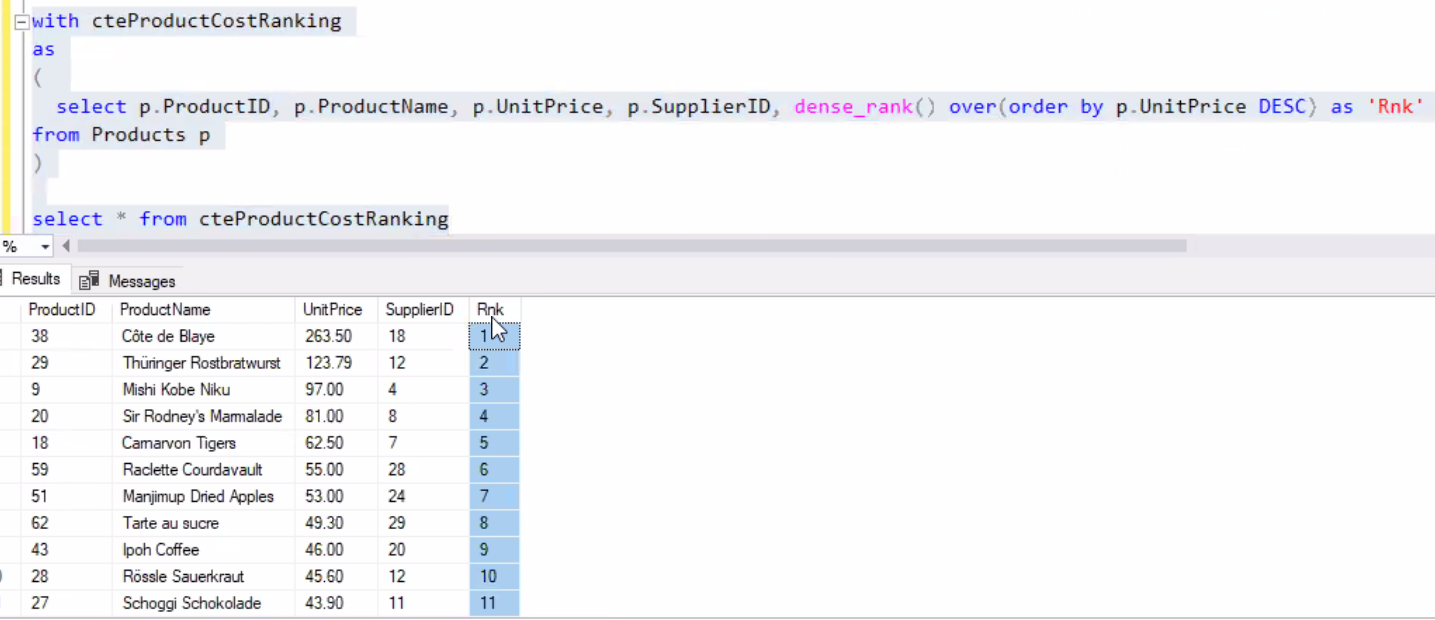 with cteProductCostRanking
as
(
select p.ProductID, p.ProductName, p.UnitPrice, p.SupplierID, dense_rank() over(order by p.UnitPrice DESC) as 'Rnk'
from Products p
)
select * from cteProductCostRanking
%
Results Messages
ProductID ProductName UnitPrice SupplierID Rnk
38 Côte de Blaye 263.50 18 1
29 Thüringer Rostbratwurst 123.79 12 2
9 Mishi Kobe Niku 97.00 4 3
20 Sir Rodney's Marmalade 81.00 8 4
18 Carnarvon Tigers 62.50 7 5
59 Raclette Courdavault 55.00 28 6
51 Manjimup Dried Apples 53.00 24 7
62 Tarte au sucre 49.30 29 8
43 Ipoh Coffee 46.00 20 9
28 Rössle Sauerkraut 45.60 12 10
27 Schoggi Schokolade 43.90 11 11